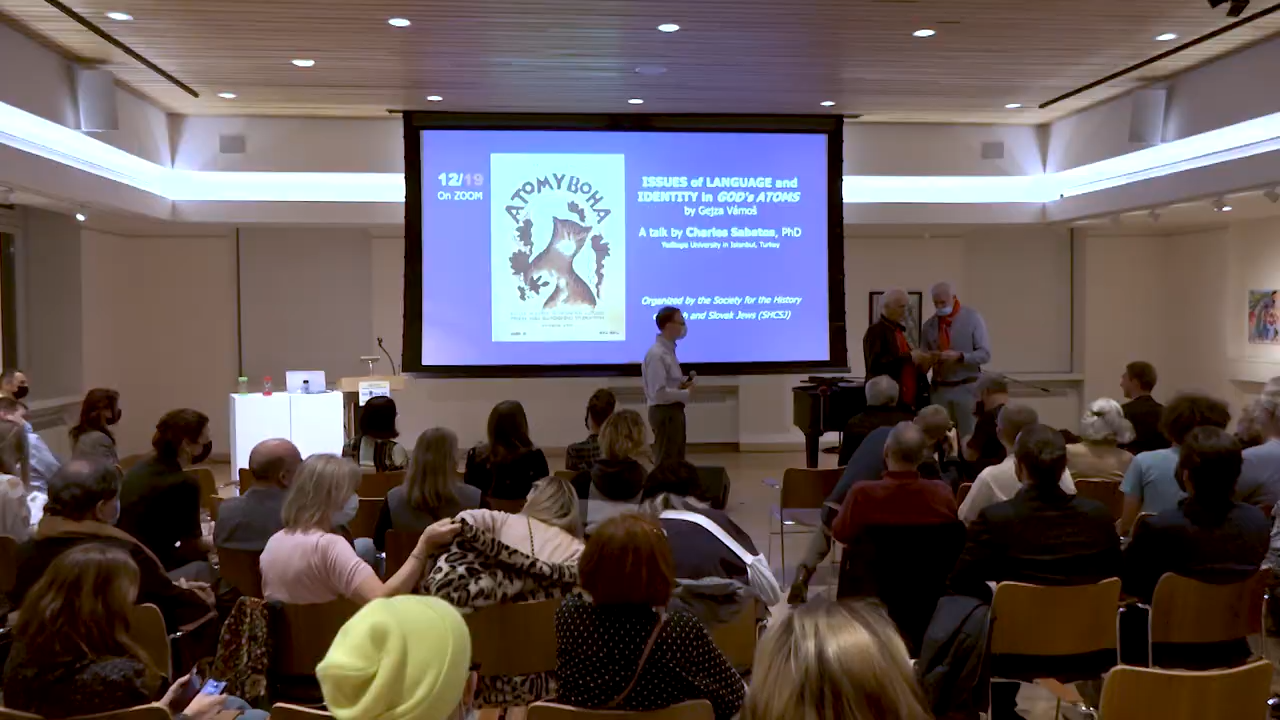 12/19
On ZOOM
ATOMY BOHA
ISSUES of LANGUAGE and
IDENTITY in GOD's ATOMS
by Gejza Vámoš
A talk by Charles Sabatos, PhD
Yeditepe University in Istanbul, Turkey
Organized by the Society for the History
and Slovak Jews (SHCSJ)